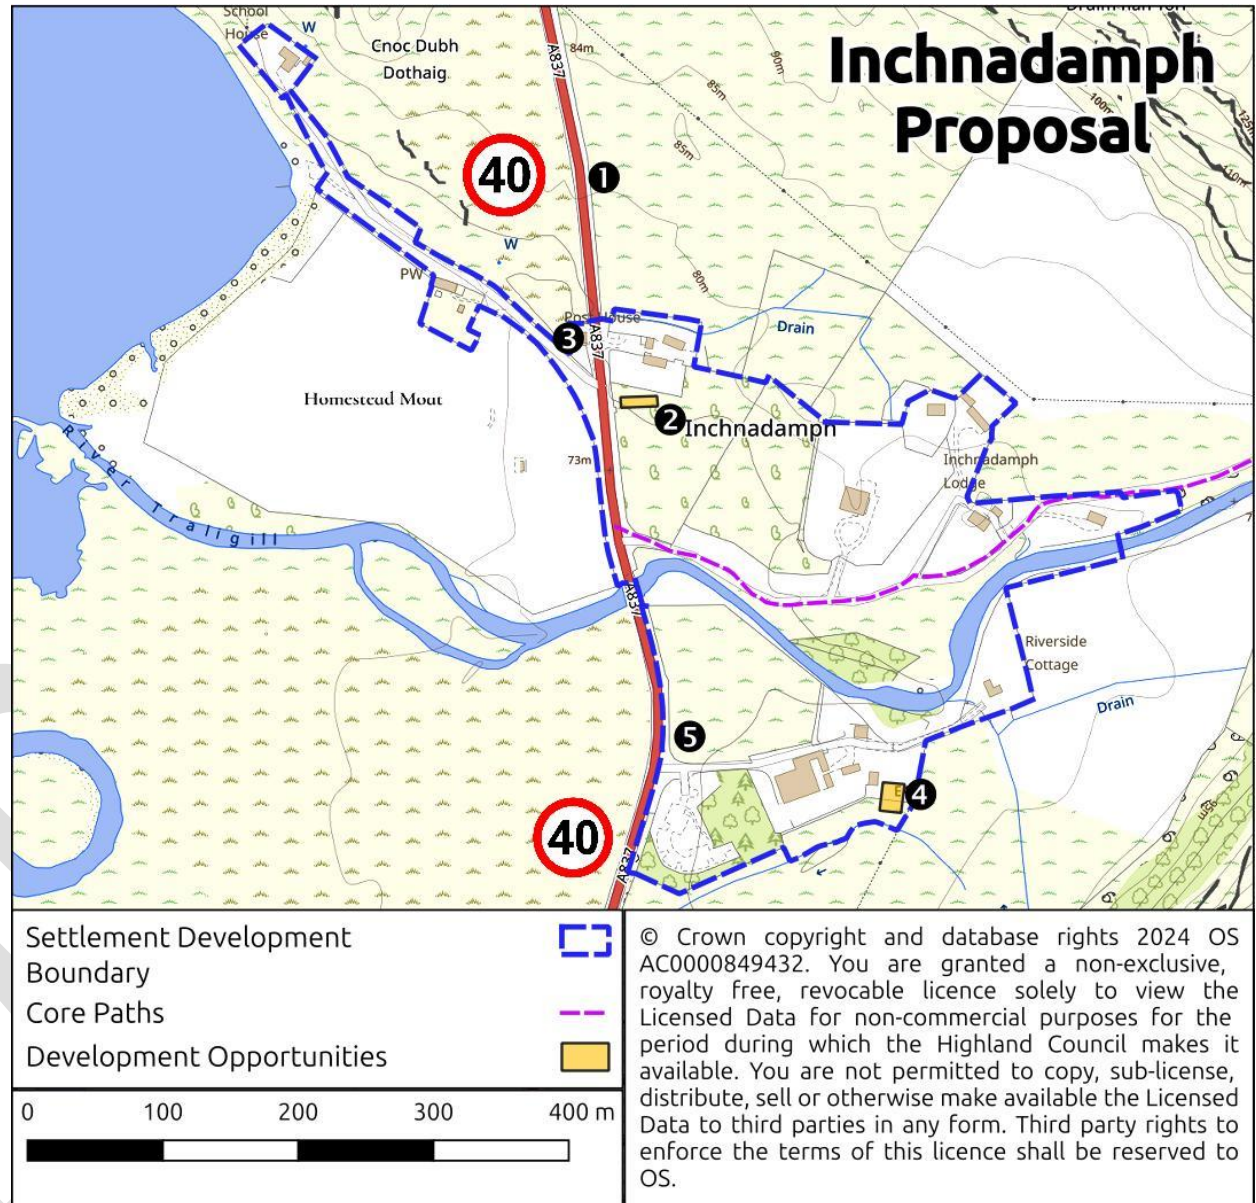 Inchnadamph
Proposal
School
House
W
Cnoc Dubh
Dothaig
A837
84m
85m
90m
85m
100m
40
1
W
80m
PW
Post House
3
A837
Drain
Homestead Mout
2
Inchnadamph
73m
Inchnadamph
Lodge
River Traligill
A837
Riverside
Cottage
Drain
5
4
E
40
A837
95m
Settlement Development
Boundary
Core Paths
Development Opportunities
0 100 200 300 400 m
© Crown copyright and database rights 2024 OS
AC0000849432. You are granted a non-exclusive,
royalty free, revocable licence solely to view the
Licensed Data for non-commercial purposes for the
period during which the Highland Council makes it
available. You are not permitted to copy, sub-license,
distribute, sell or otherwise make available the Licensed
Data to third parties in any form. Third party rights to
enforce the terms of this licence shall be reserved to
OS.